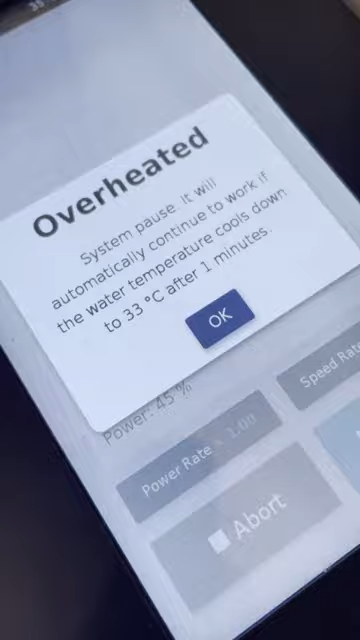 Overheated
System pause it will
automatically continue to work if
the water temperature cools down
to 33 °C after 1 minutes.
OK
Power: 45 %
Speed Rate
Power Rate × 1.00
Abort